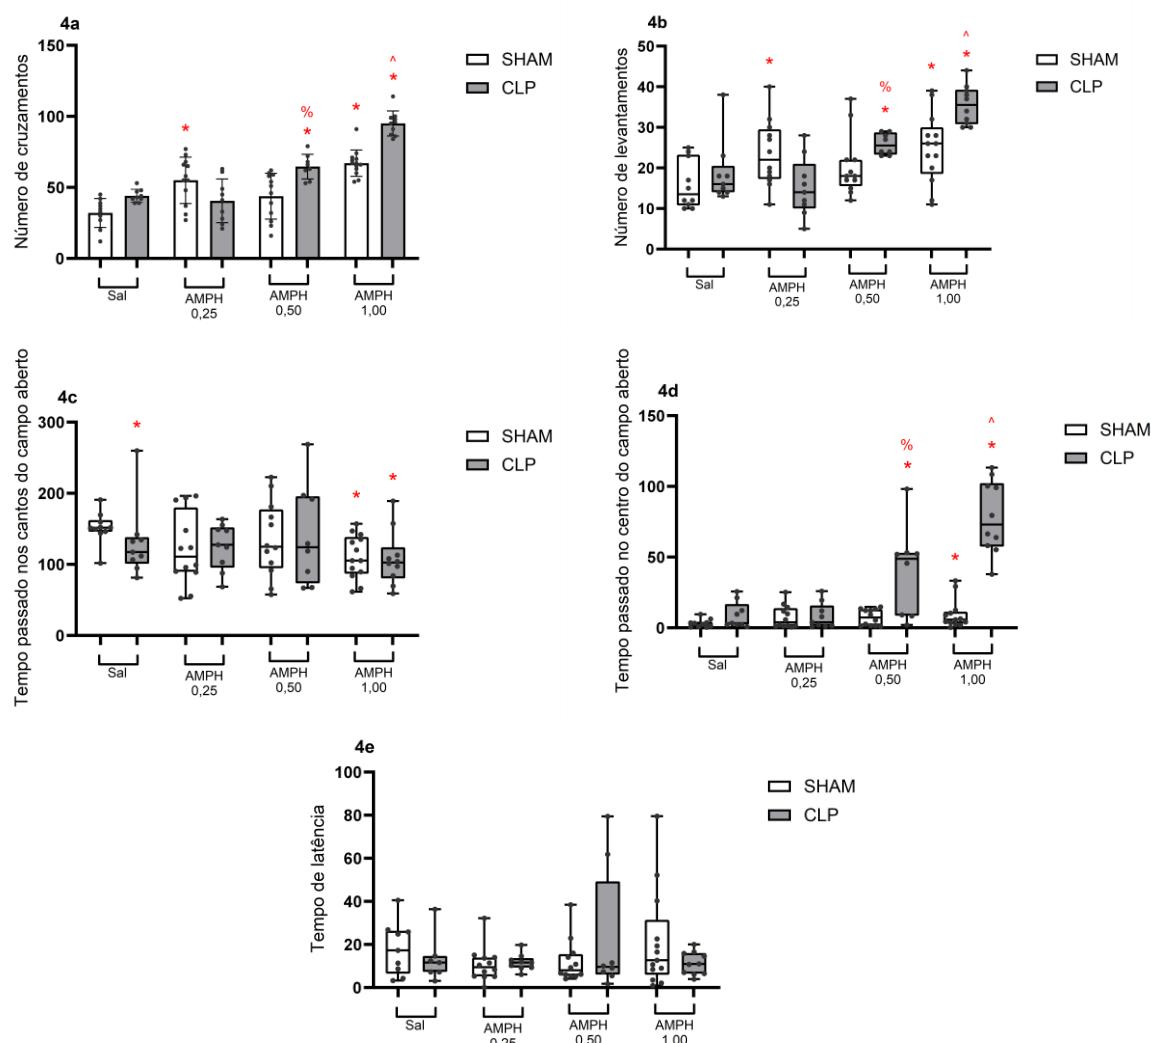 4a
150
100
50
0
Número de cruzamentos
*
*
%
*
^
*
SHAM
CLP
Sal
AMPH
0,25
AMPH
0,50
AMPH
1,00
4b
50
40
30
20
10
0
Número de levantamentos
*
%
*
*
^
*
SHAM
CLP
Sal
AMPH
0,25
AMPH
0,50
AMPH
1,00
4c
300
200
100
0
Tempo passado nos cantos do campo aberto
*
*
*
SHAM
CLP
Sal
AMPH
0,25
AMPH
0,50
AMPH
1,00
4d
150
100
50
0
Tempo passado no centro do campo aberto
%
*
*
^
*
SHAM
CLP
Sal
AMPH
0,25
AMPH
0,50
AMPH
1,00
4e
100
80
60
40
20
0
Tempo de latência
SHAM
CLP
Sal
AMPH
0,25
AMPH
0,50
AMPH
1,00